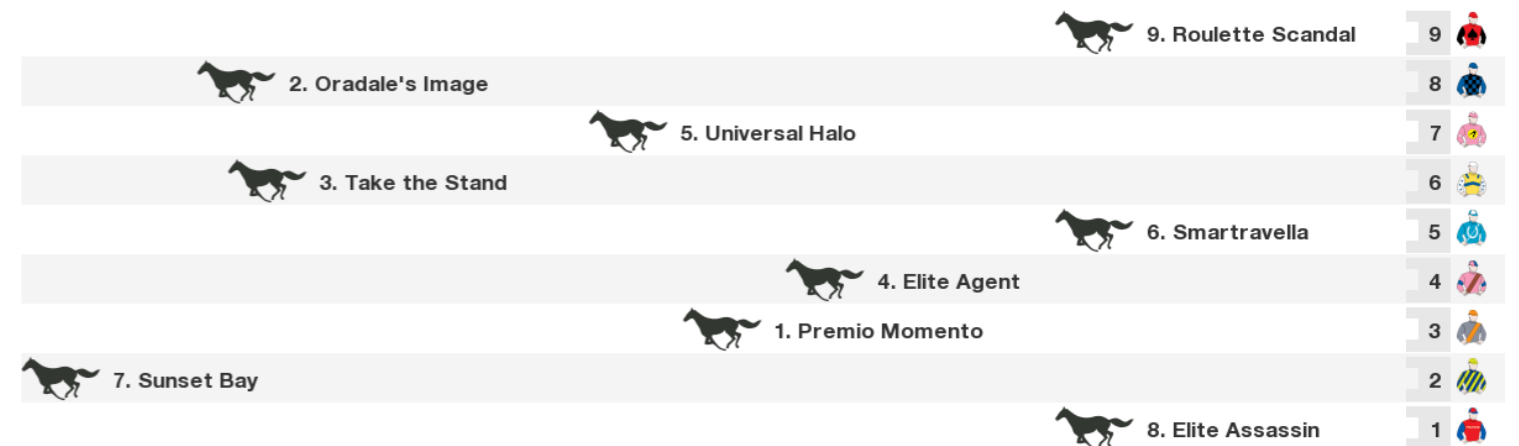 9. Roulette Scandal 9
2. Oradale's Image 8
5. Universal Halo 7
3. Take the Stand 6
6. Smartravella 5
4. Elite Agent 4
1. Premio Momento 3
7. Sunset Bay 2
8. Elite Assassin 1